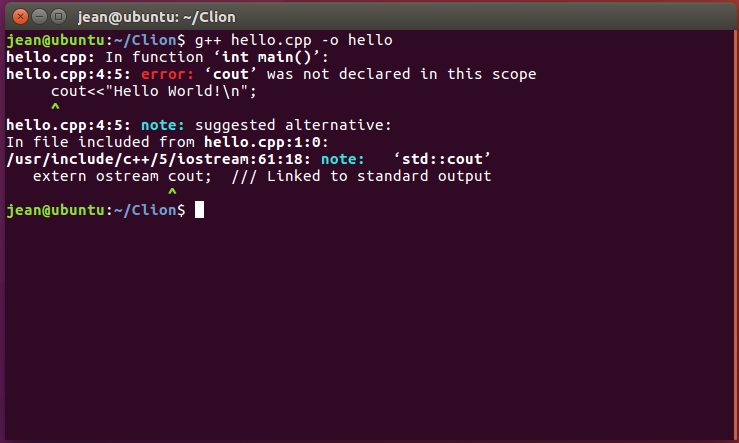 jean@ubuntu: ~/Clion
jean@ubuntu:~/Clion$ g++ hello.cpp -o hello
hello.cpp: In function ‘int main()’:
hello.cpp:4:5: error: ‘cout’ was not declared in this scope
     cout<<"Hello World!\n";
     ^
hello.cpp:4:5: note: suggested alternative:
In file included from hello.cpp:1:0:
/usr/include/c++/5/iostream:61:18: note:   ‘std::cout’
   extern ostream cout;  /// Linked to standard output
                  ^
jean@ubuntu:~/Clion$